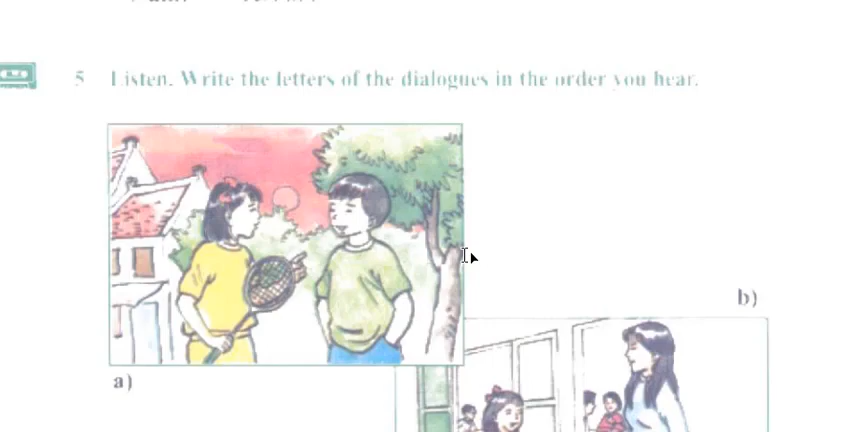 5 Listen. Write the letters of the dialogues in the order you hear.
b)
a)